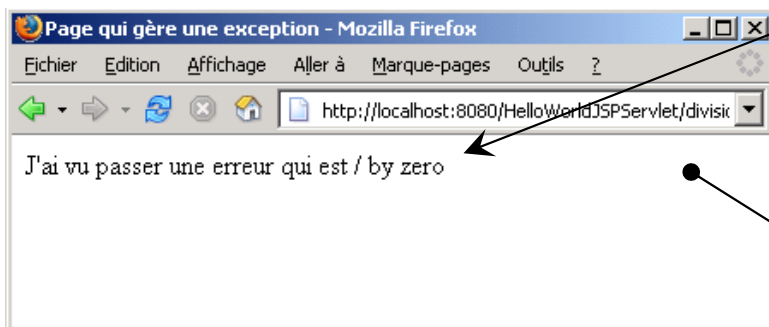 Page qui gère une exception - Mozilla Firefox
Fichier Edition Affichage Aller à Marque-pages Outils ?
http://localhost:8080/HelloWorldJSPServlet/divisic
J'ai vu passer une erreur qui est / by zero